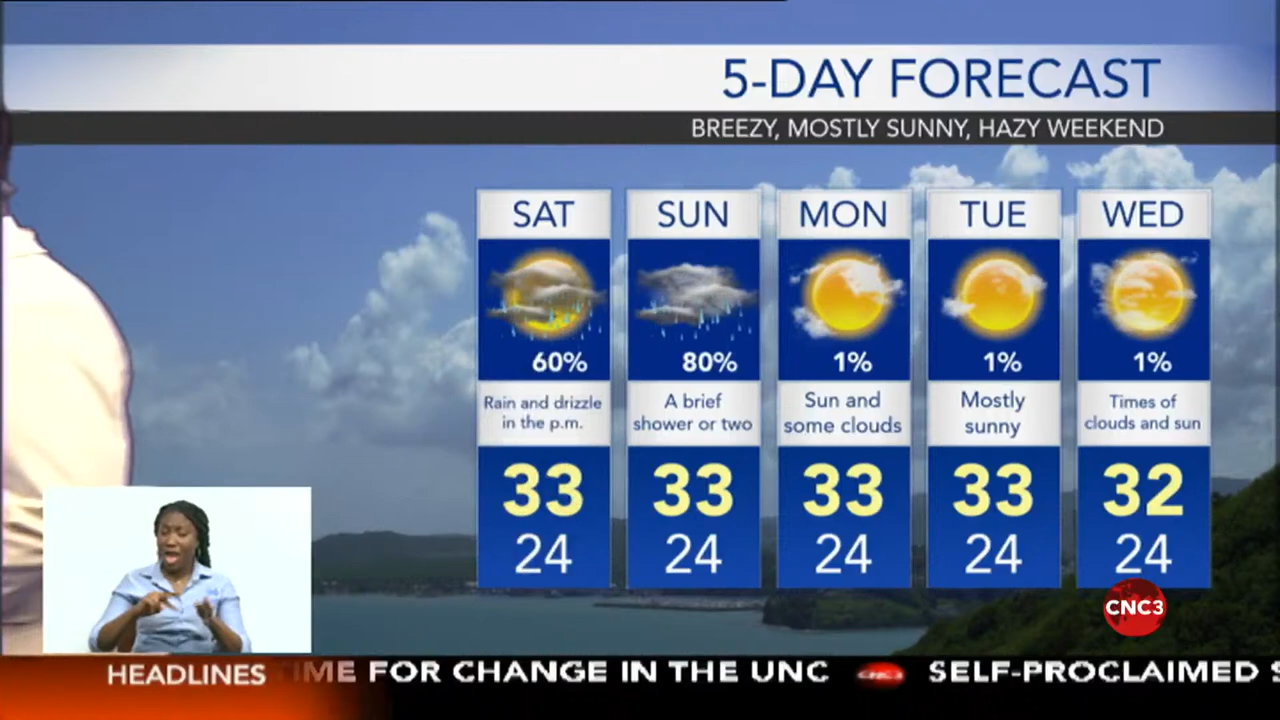 5-DAY FORECAST
BREEZY, MOSTLY SUNNY, HAZY WEEKEND
SAT
60%
Rain and drizzle
in the p.m.
33
24
SUN
80%
A brief
shower or two
33
24
MON
1%
Sun and
some clouds
33
24
TUE
1%
Mostly
sunny
33
24
WED
1%
Times of
clouds and sun
32
24
CNC3
HEADLINES
IME FOR CHANGE IN THE UNC CNC3 SELF-PROCLAIMED